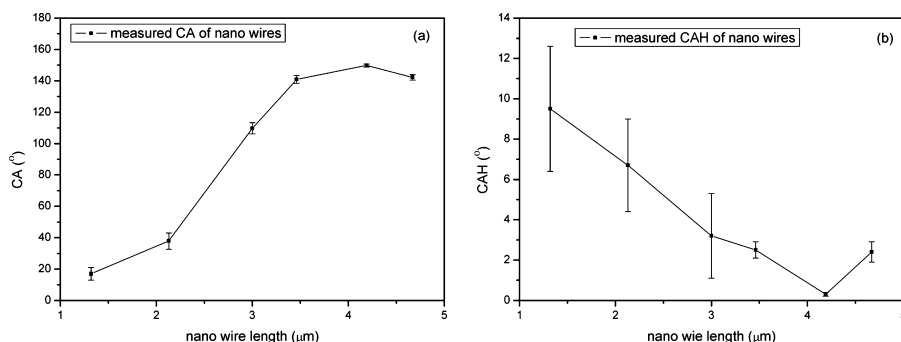 180
160
140
120
100
80
60
40
20
0
CA (°)
measured CA of nano wires
(a)
1 2 3 4 5
nano wire length (μm)
14
12
10
8
6
4
2
0
CAH (°)
measured CAH of nano wires
(b)
1 2 3 4 5
nano wie length (μm)